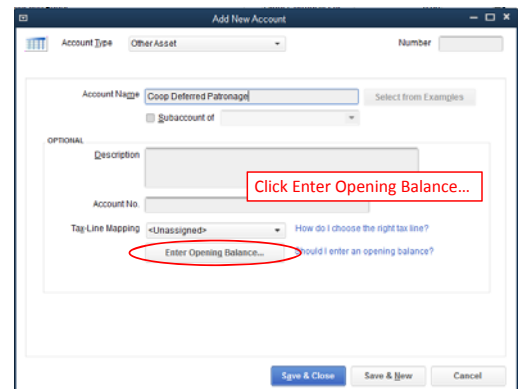 Add New Account
Account Type Other Asset Number
Account Name Coop Deferred Patronage Select from Examples
Subaccount of
OPTIONAL
Description
Click Enter Opening Balance...
Account No.
Tax-Line Mapping <Unassigned> How do I choose the right tax line?
Enter Opening Balance... Should I enter an opening balance?
Save & Close Save & New Cancel